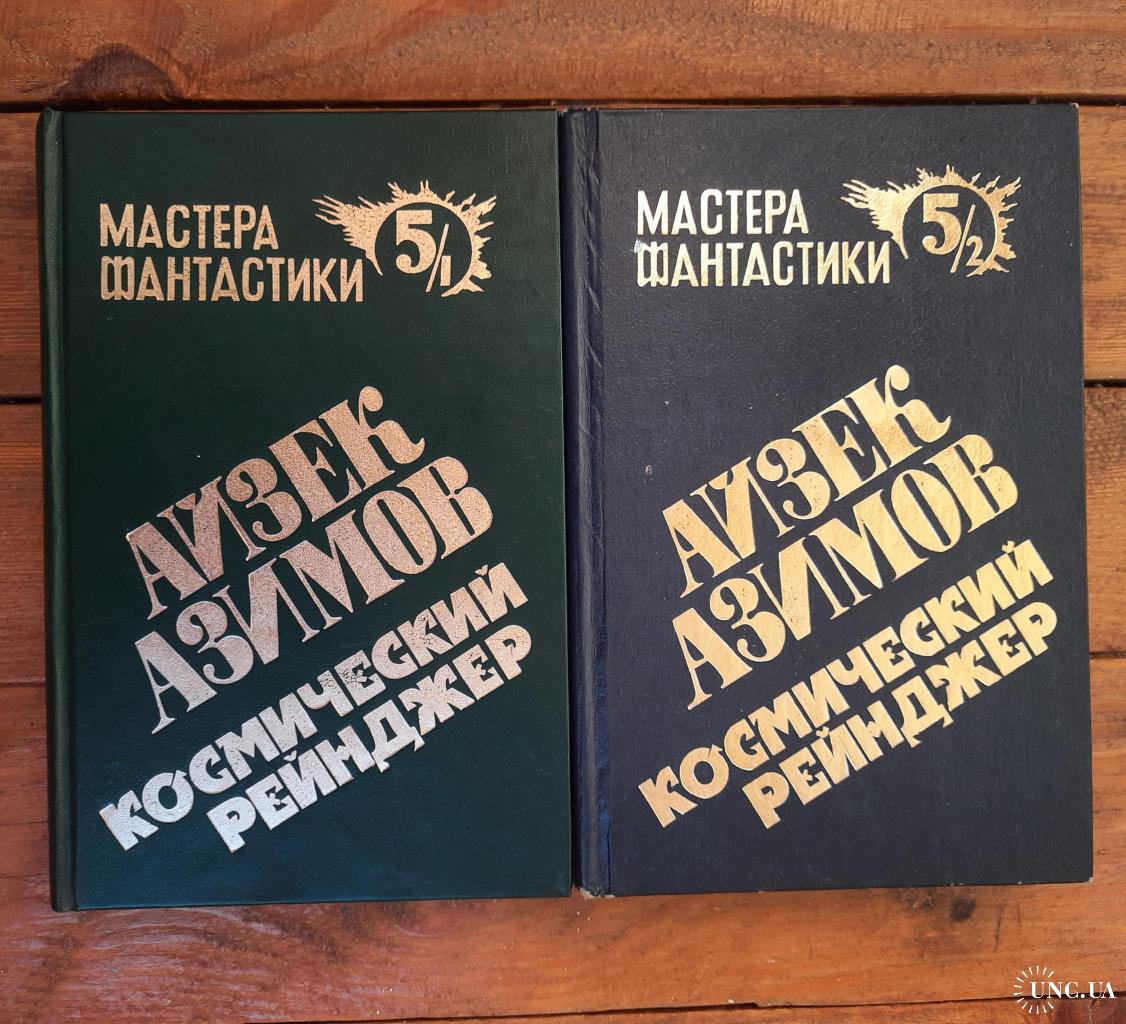 МАСТЕРА
ФАНТАСТИКИ
5/1
АЙЗЕК
АЗИМОВ
КОСМИЧЕСКИЙ
РЕЙНДЖЕР
МАСТЕРА
ФАНТАСТИКИ
5/2
АЙЗЕК
АЗИМОВ
КОСМИЧЕСКИЙ
РЕЙНДЖЕР
UNC.UA